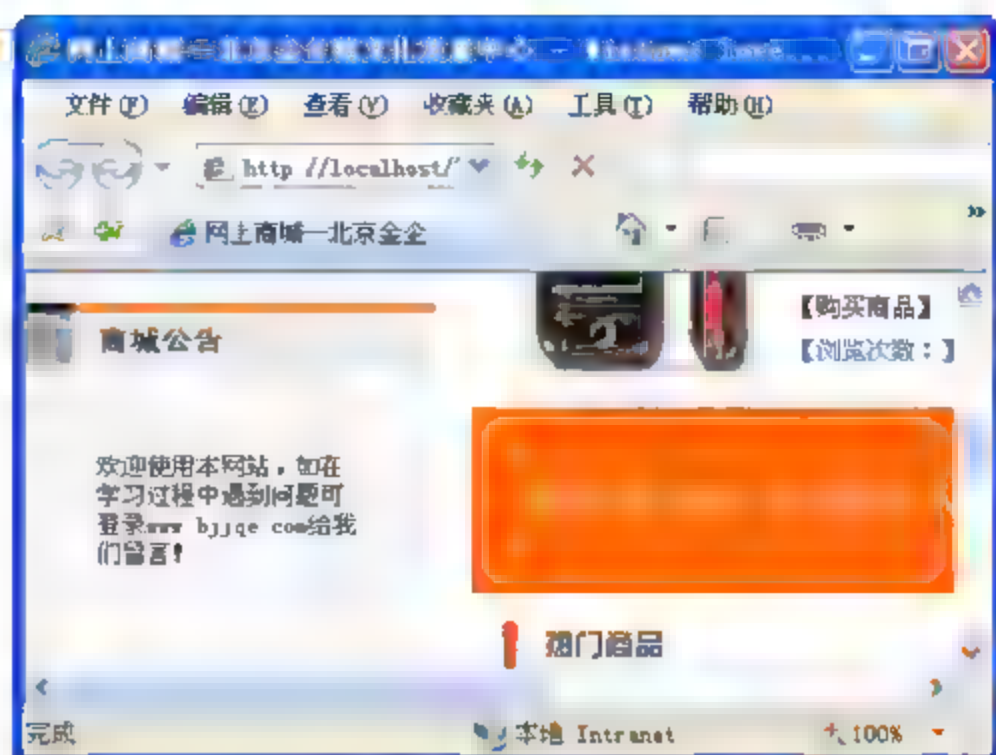 文件(F) 编辑(E) 查看(V) 收藏夹(A) 工具(T) 帮助(H)
http //localhost/
网上商城—北京金企
【购买商品】
商城公告
【浏览次数：】
欢迎使用本网站，如在
学习过程中遇到问题可
登录www bjjqe com给我
们留言！
热门商品
完成 本地 Intranet 100%